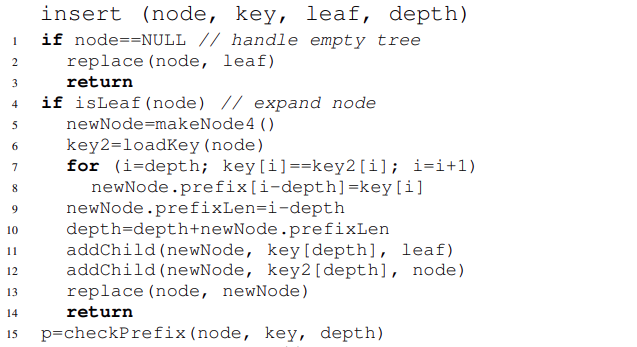 insert (node, key, leaf, depth)
1 if node==NULL // handle empty tree
2 replace(node, leaf)
3 return
4 if isLeaf(node) // expand node
5 newNode=makeNode4()
6 key2=loadKey(node)
7 for (i=depth; key[i]==key2[i]; i=i+1)
8 newNode.prefix[i-depth]=key[i]
9 newNode.prefixLen=i-depth
10 depth=depth+newNode.prefixLen
11 addChild(newNode, key[depth], leaf)
12 addChild(newNode, key2[depth], node)
13 replace(node, newNode)
14 return
15 p=checkPrefix(node, key, depth)